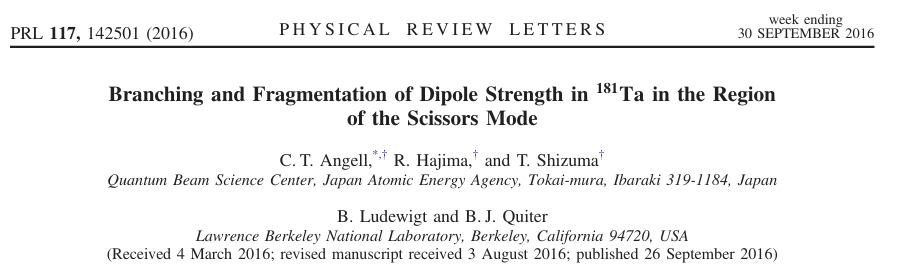 PRL 117, 142501 (2016)
PHYSICAL REVIEW LETTERS
week ending
30 SEPTEMBER 2016
Branching and Fragmentation of Dipole Strength in ¹⁸¹Ta in the Region
of the Scissors Mode
C. T. Angell,*,† R. Hajima,† and T. Shizuma†
Quantum Beam Science Center, Japan Atomic Energy Agency, Tokai-mura, Ibaraki 319-1184, Japan
B. Ludewigt and B. J. Quiter
Lawrence Berkeley National Laboratory, Berkeley, California 94720, USA
(Received 4 March 2016; revised manuscript received 3 August 2016; published 26 September 2016)